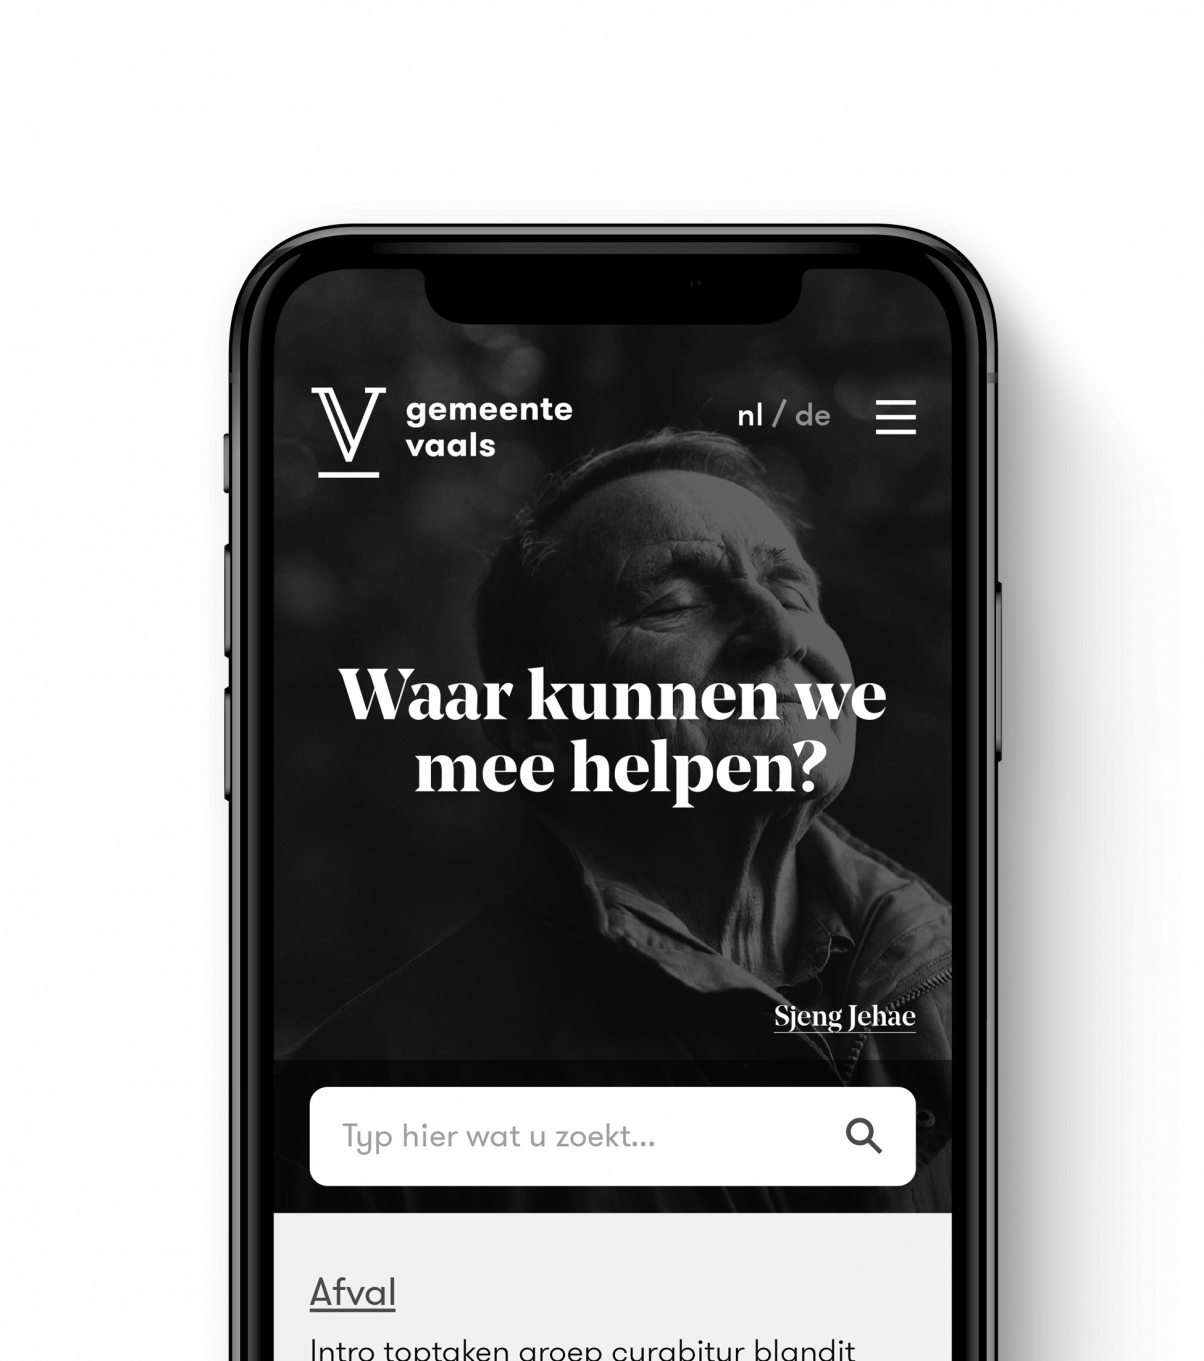 V gemeente
vaals
nl / de
Waar kunnen we
mee helpen?
Sjeng Jehae
Typ hier wat u zoekt...
Afval
Intro toptaken groep curabitur blandit